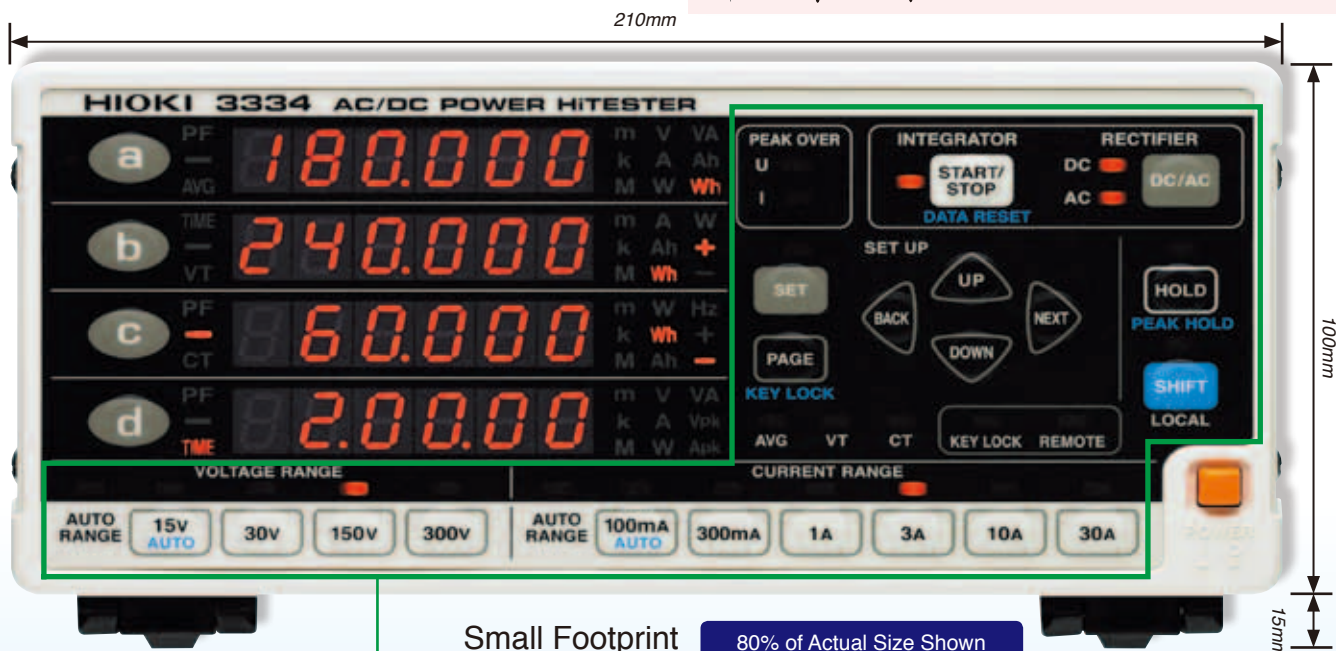 210mm
HIOKI 3334 AC/DC POWER HiTESTER
a
PF
AVG
180.000
m V VA
k A Ah
M W Wh
b
TIME
VT
240.000
m A W
k Ah +
M Wh −
c
PF
CT
60.000
m W Hz
k Wh +
M Ah −
d
PF
TIME
2.00.00
m V VA
k A Vpk
M W Apk
PEAK OVER
U
I
INTEGRATOR
START/
STOP
DATA RESET
RECTIFIER
DC
AC
DC/AC
SET UP
SET
UP
BACK
NEXT
DOWN
PAGE
KEY LOCK
HOLD
PEAK HOLD
SHIFT
LOCAL
AVG VT CT KEY LOCK REMOTE
VOLTAGE RANGE
CURRENT RANGE
AUTO
RANGE
15V
AUTO
30V
150V
300V
AUTO
RANGE
100mA
AUTO
300mA
1A
3A
10A
30A
POWER
100mm
15mm
Small Footprint
80% of Actual Size Shown